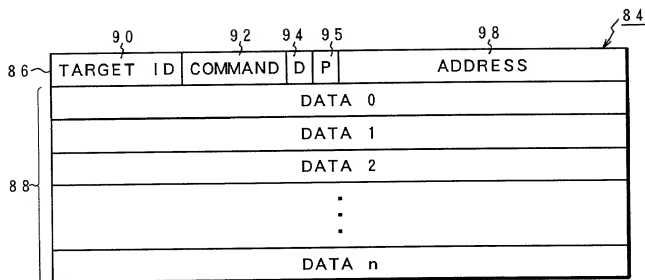 90 92 94 95 98 84
86 TARGET ID COMMAND D P ADDRESS
DATA 0
DATA 1
DATA 2
88
DATA n